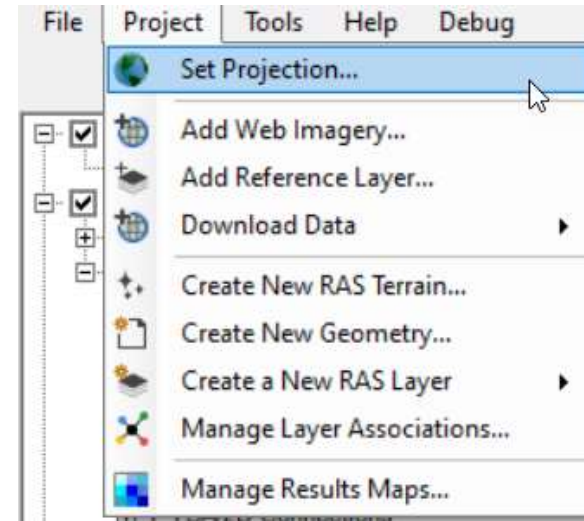 File Project Tools Help Debug
Set Projection...
Add Web Imagery...
Add Reference Layer...
Download Data
Create New RAS Terrain...
Create New Geometry...
Create a New RAS Layer
Manage Layer Associations...
Manage Results Maps...